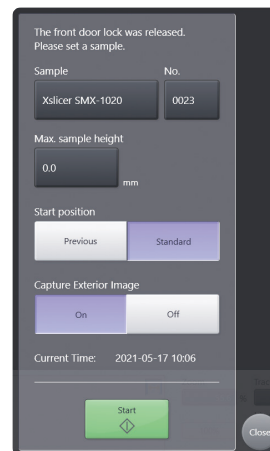 The front door lock was released.
Please set a sample.
Sample No.
Xslicer SMX-1020 0023
Max. sample height
0.0 mm
Start position
Previous Standard
Capture Exterior Image
On Off
Current Time: 2021-05-17 10:06
Start
Close